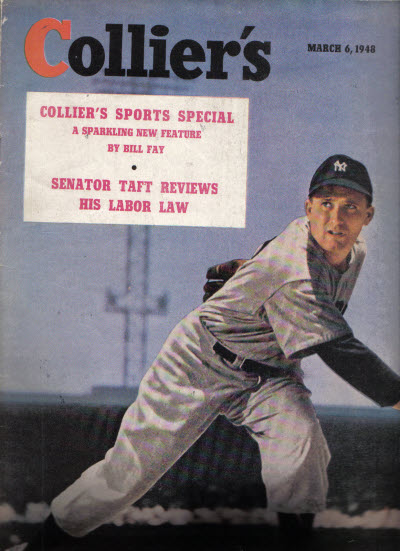 Collier's
MARCH 6, 1948
COLLIER'S SPORTS SPECIAL
A SPARKLING NEW FEATURE
BY BILL FAY
•
SENATOR TAFT REVIEWS
HIS LABOR LAW
NY